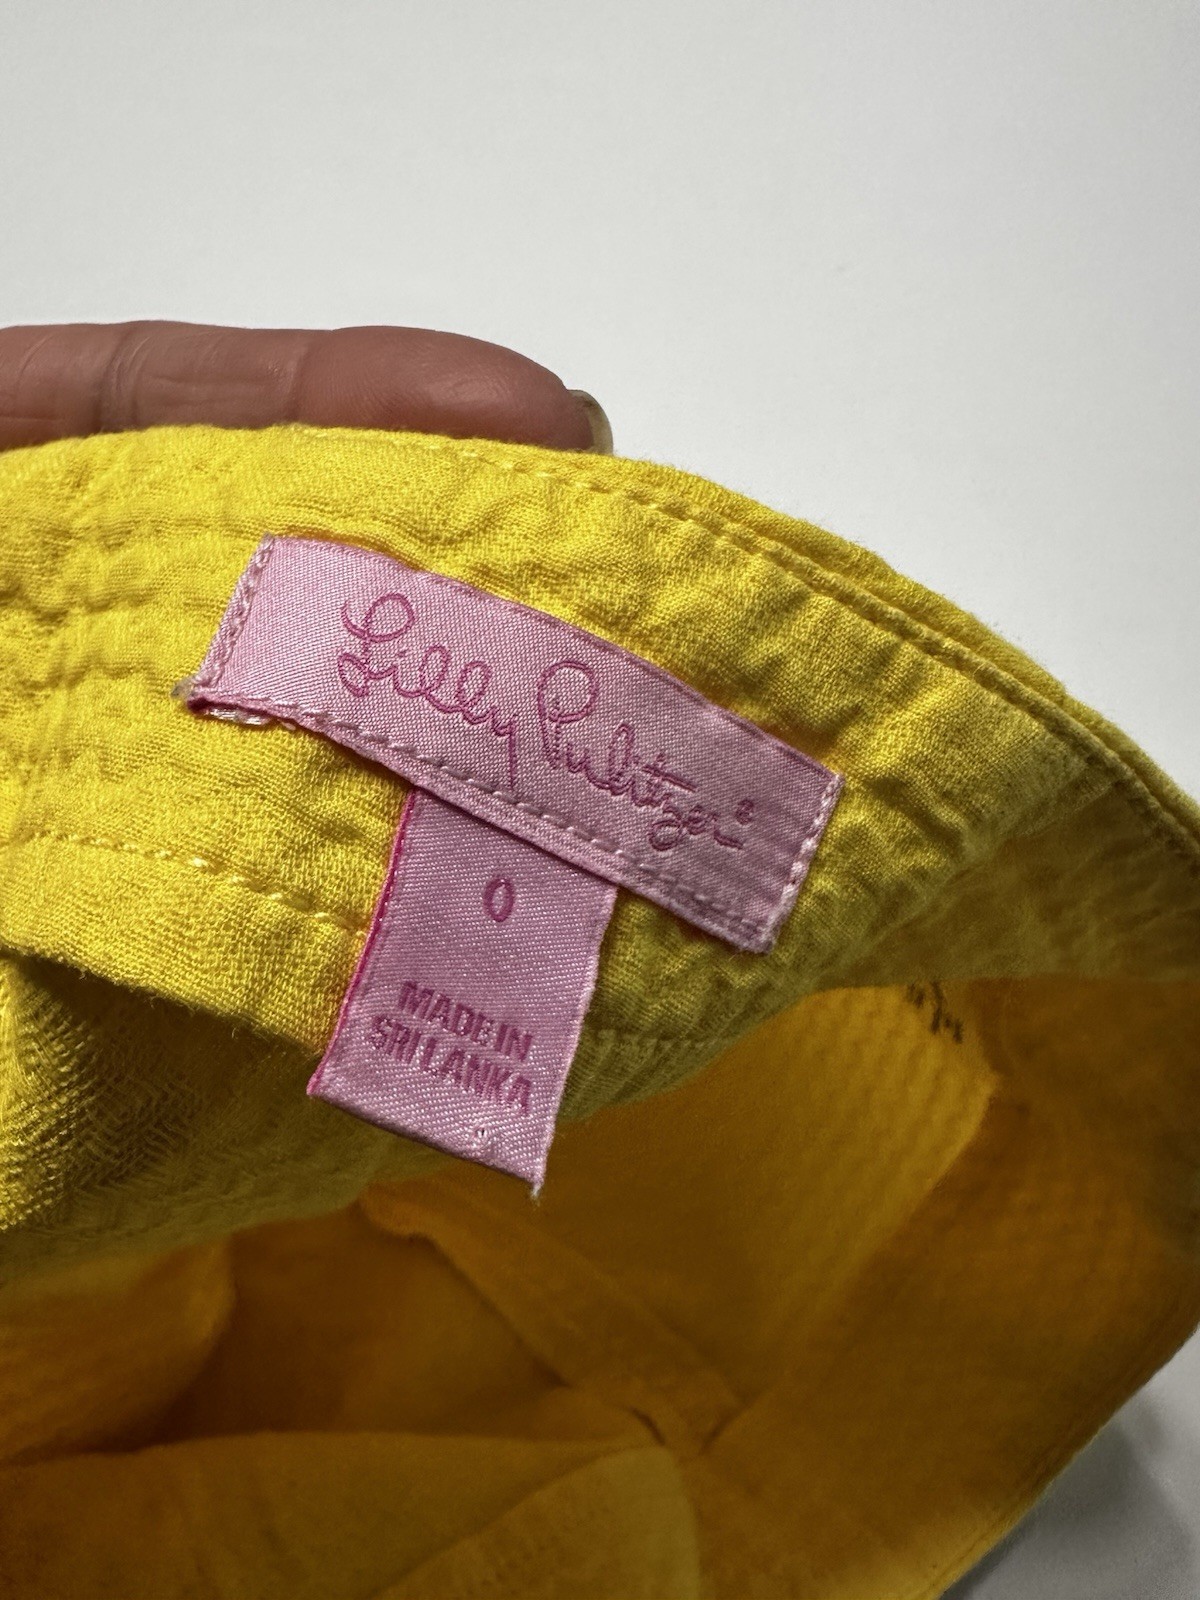 Lilly Pulitzer®
0
MADE IN
SRI LANKA